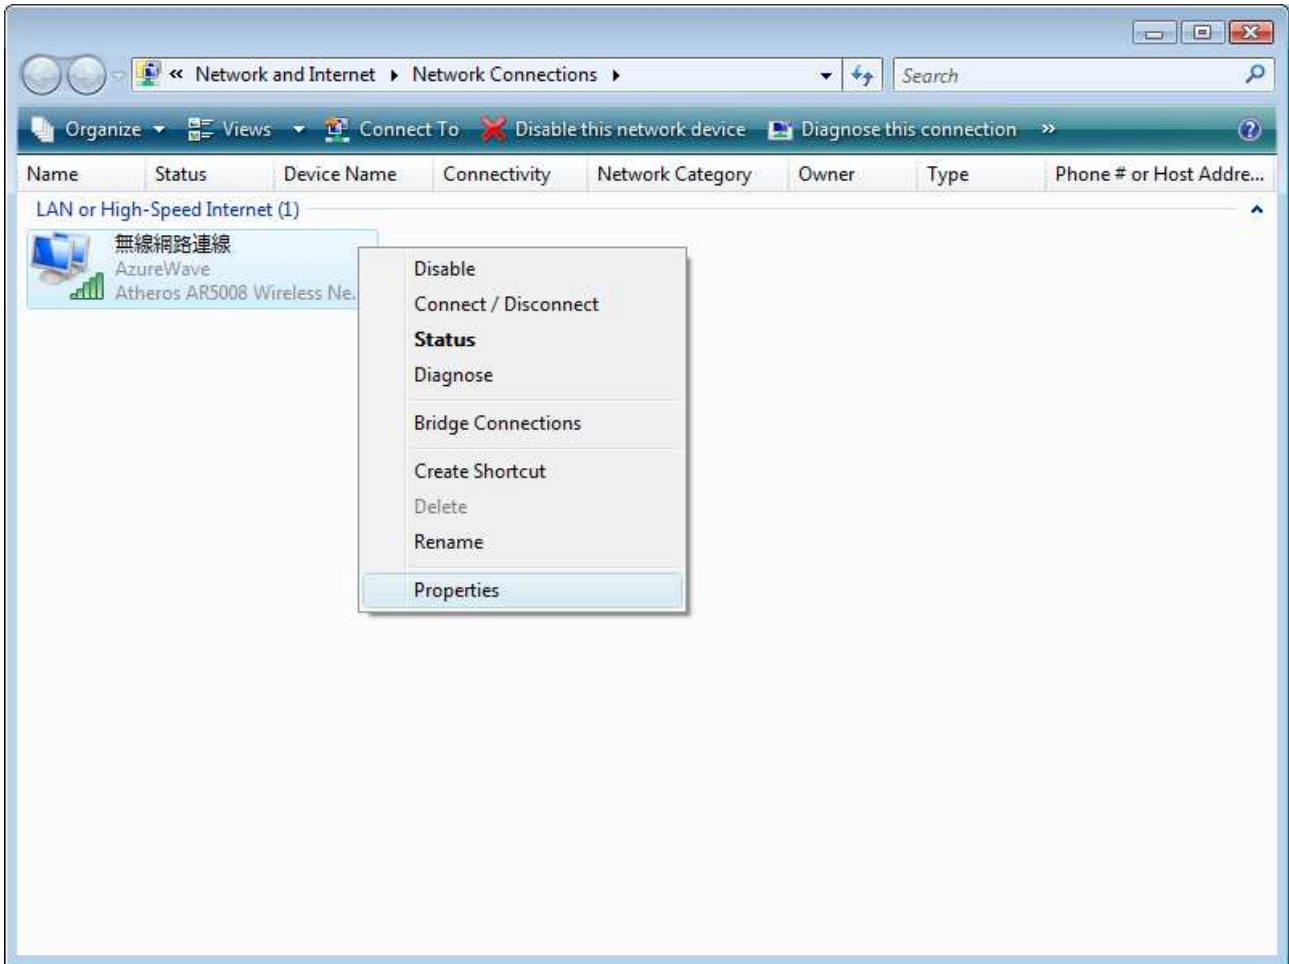 « Network and Internet Network Connections Search
Organize Views Connect To Disable this network device Diagnose this connection »
Name Status Device Name Connectivity Network Category Owner Type Phone # or Host Addre...
LAN or High-Speed Internet (1)
無線網路連線
AzureWave
Atheros AR5008 Wireless Ne...
Disable
Connect / Disconnect
Status
Diagnose
Bridge Connections
Create Shortcut
Delete
Rename
Properties